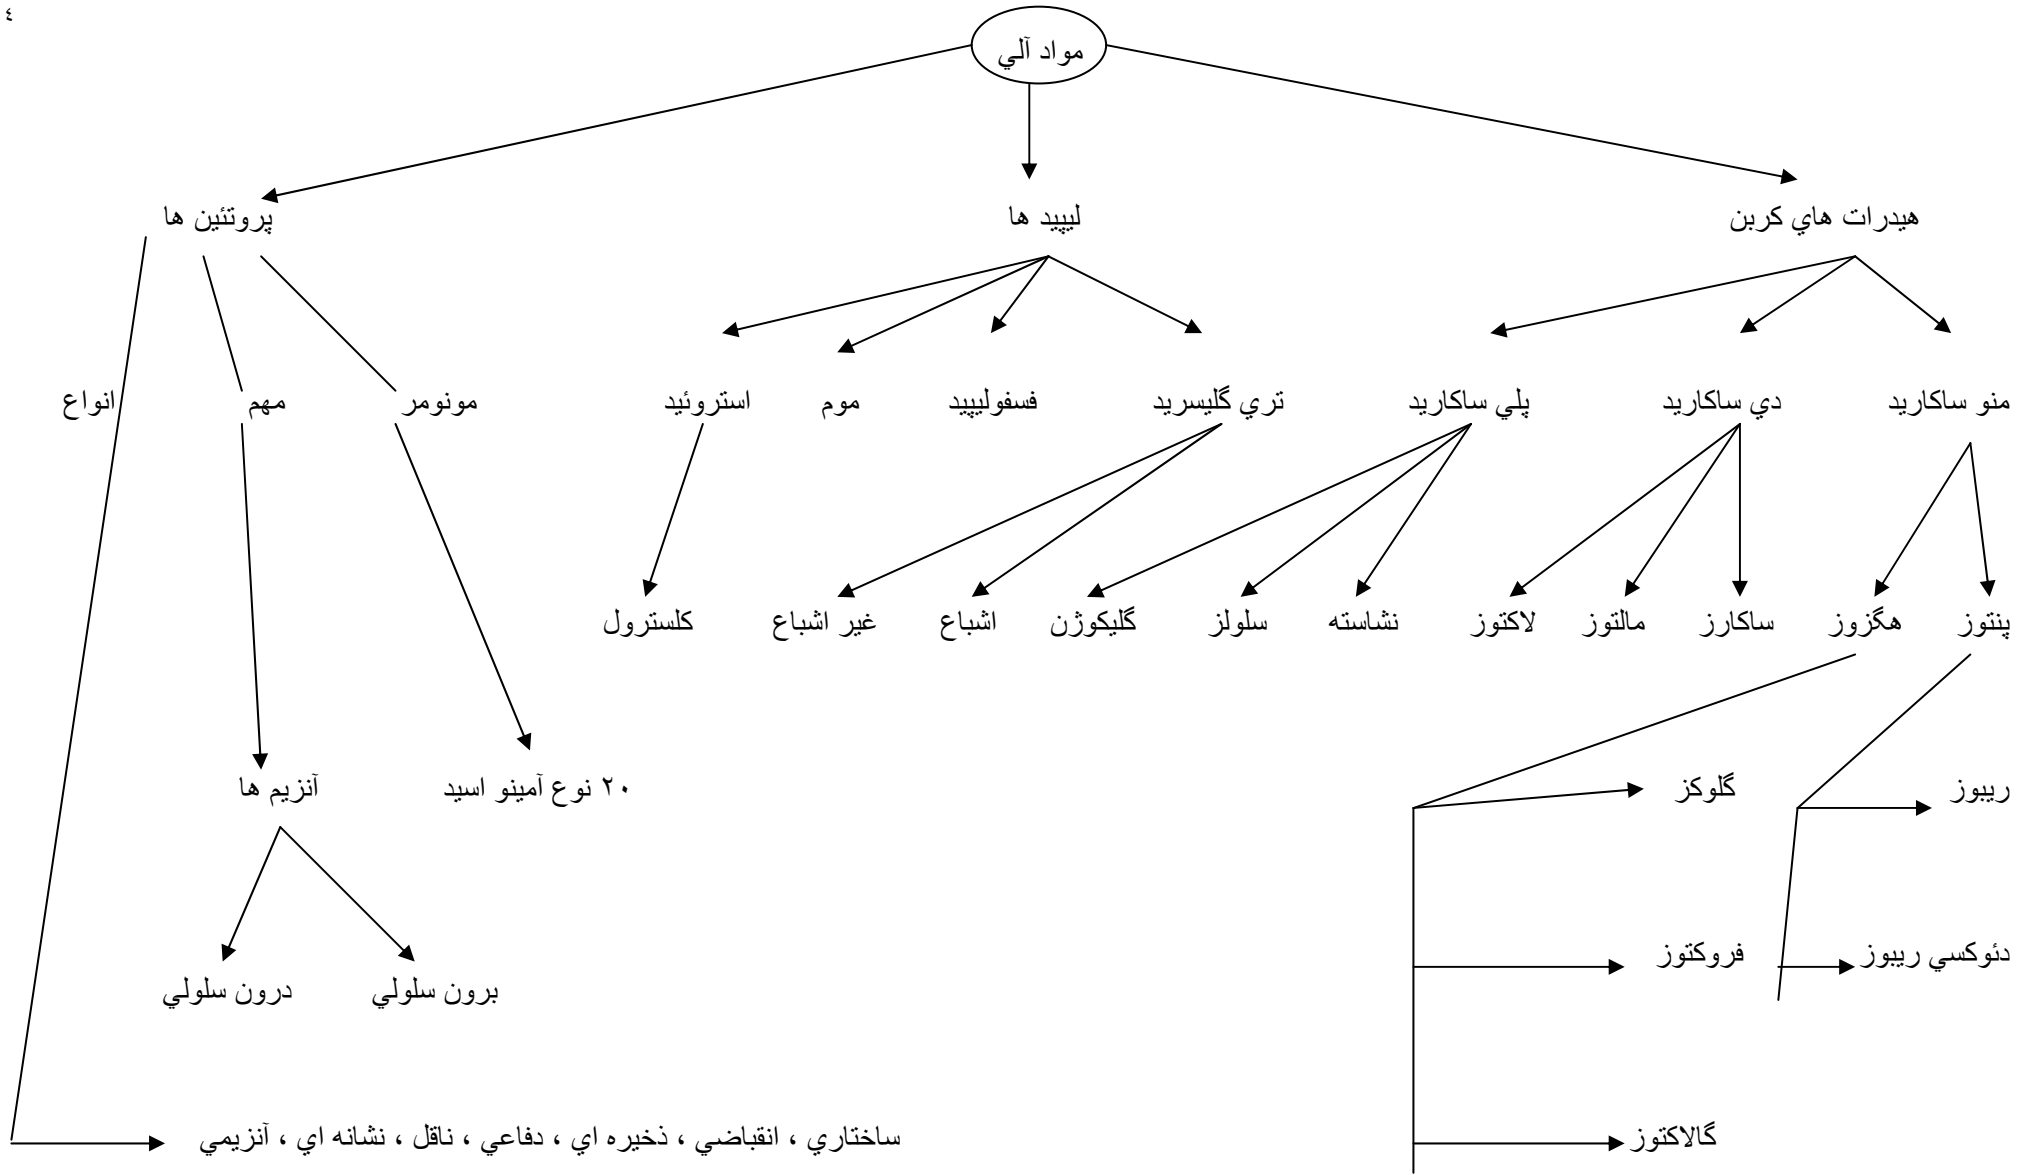 ٤
مواد آلي
هيدرات هاي كربن
ليپيد ها
پروتئين ها
منو ساكاريد
دي ساكاريد
پلي ساكاريد
تري گليسريد
فسفوليپيد
موم
استروئيد
مونومر
مهم
انواع
پنتوز
هگزوز
ساكارز
مالتوز
لاكتوز
نشاسته
سلولز
گليكوژن
اشباع
غير اشباع
كلسترول
ريبوز
گلوكز
٢٠ نوع آمينو اسيد
آنزيم ها
دئوكسي ريبوز
فروكتوز
برون سلولي
درون سلولي
گالاكتوز
ساختاري ، انقباضي ، ذخيره اي ، دفاعي ، ناقل ، نشانه اي ، آنزيمي